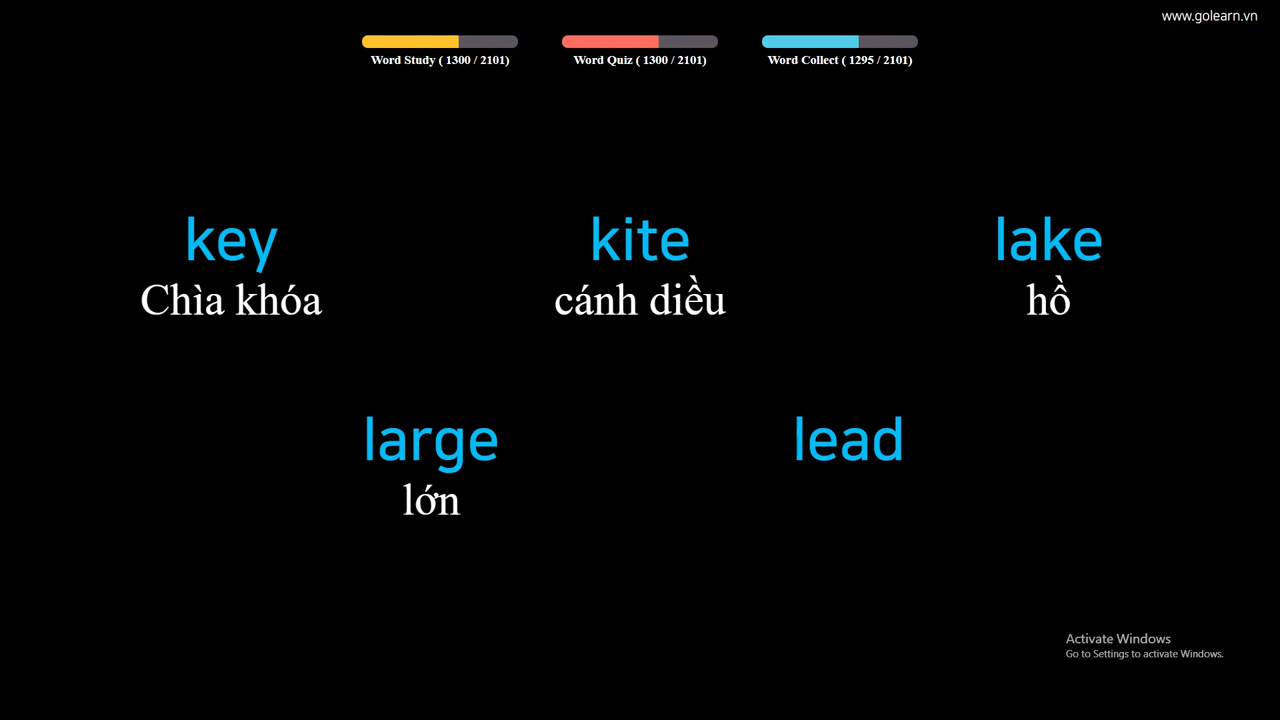 www.golearn.vn
Word Study ( 1300 / 2101) Word Quiz ( 1300 / 2101) Word Collect ( 1295 / 2101)
key kite lake
Chìa khóa cánh diều hồ
large lead
lớn
Activate Windows
Go to Settings to activate Windows.